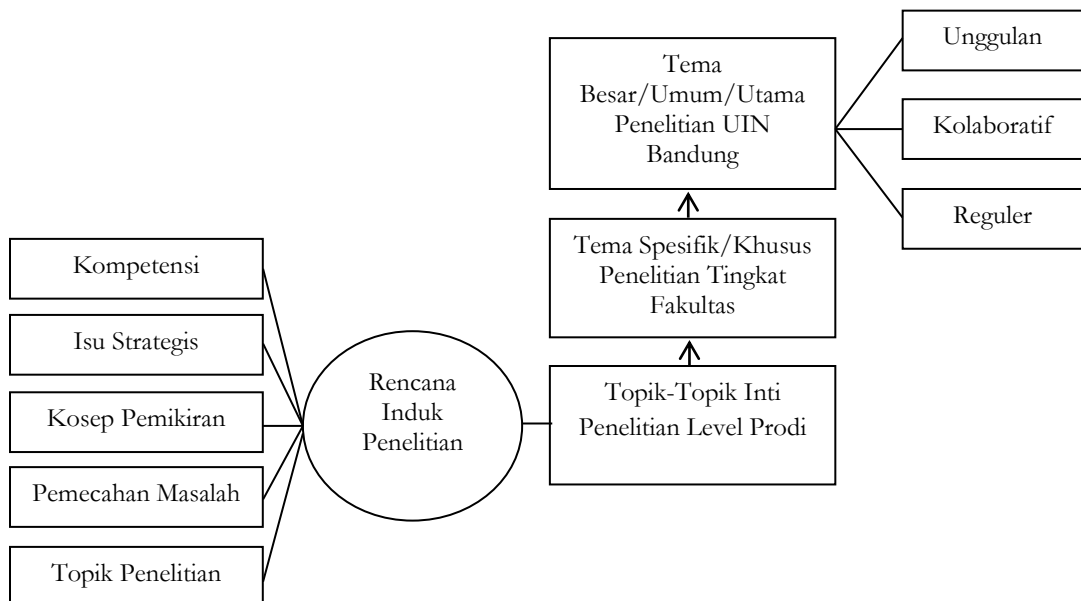 Kompetensi
Isu Strategis
Kosep Pemikiran
Pemecahan Masalah
Topik Penelitian
Rencana
Induk
Penelitian
Tema
Besar/Umum/Utama
Penelitian UIN
Bandung
Tema Spesifik/Khusus
Penelitian Tingkat
Fakultas
Topik-Topik Inti
Penelitian Level Prodi
Unggulan
Kolaboratif
Reguler